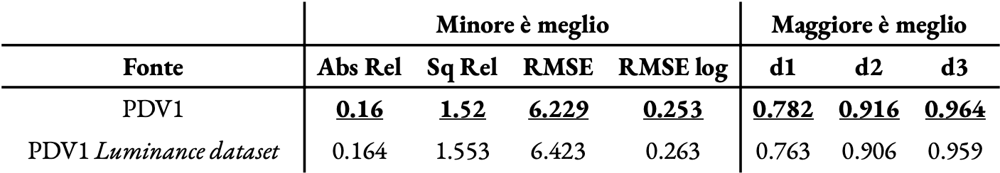 Minore è meglio Maggiore è meglio
Fonte Abs Rel Sq Rel RMSE RMSE log d1 d2 d3
PDV1 0.16 1.52 6.229 0.253 0.782 0.916 0.964
PDV1 Luminance dataset 0.164 1.553 6.423 0.263 0.763 0.906 0.959